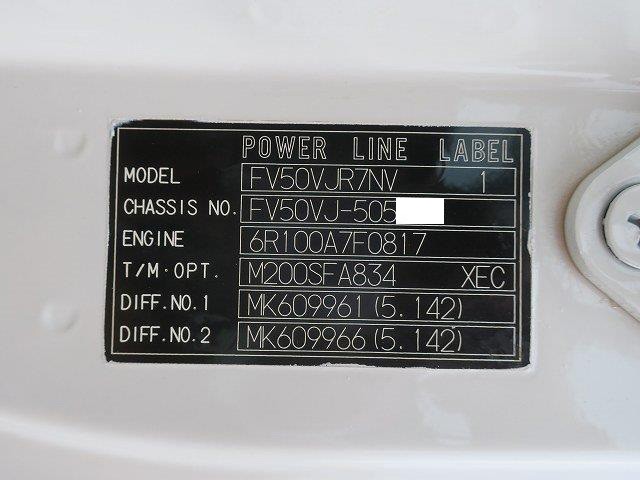 POWER LINE LABEL
MODEL FV50VJR7NV 1
CHASSIS NO. FV50VJ-505
ENGINE 6R100A7F0817
T/M·OPT. M200SFA834 XEC
DIFF.NO.1 MK609961(5.142)
DIFF.NO.2 MK609966(5.142)